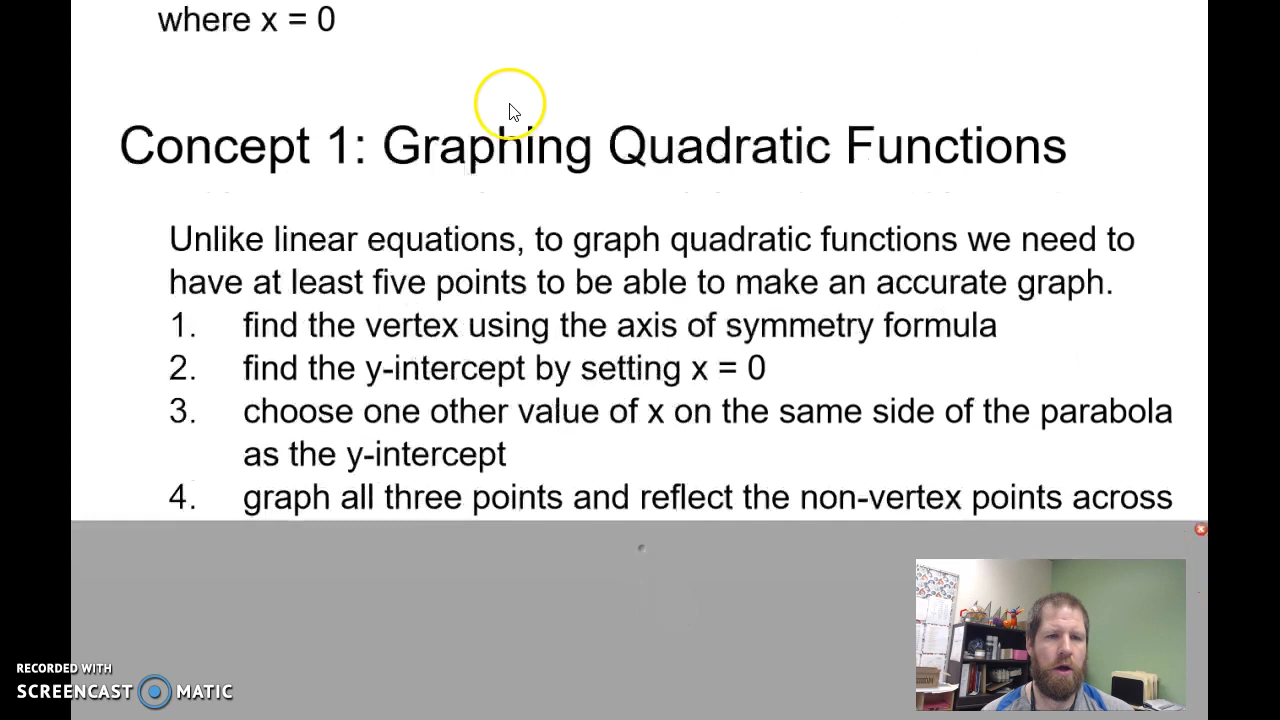 where x = 0
Concept 1: Graphing Quadratic Functions
Unlike linear equations, to graph quadratic functions we need to
have at least five points to be able to make an accurate graph.
1. find the vertex using the axis of symmetry formula
2. find the y-intercept by setting x = 0
3. choose one other value of x on the same side of the parabola
as the y-intercept
4. graph all three points and reflect the non-vertex points across
RECORDED WITH
SCREENCAST MATIC